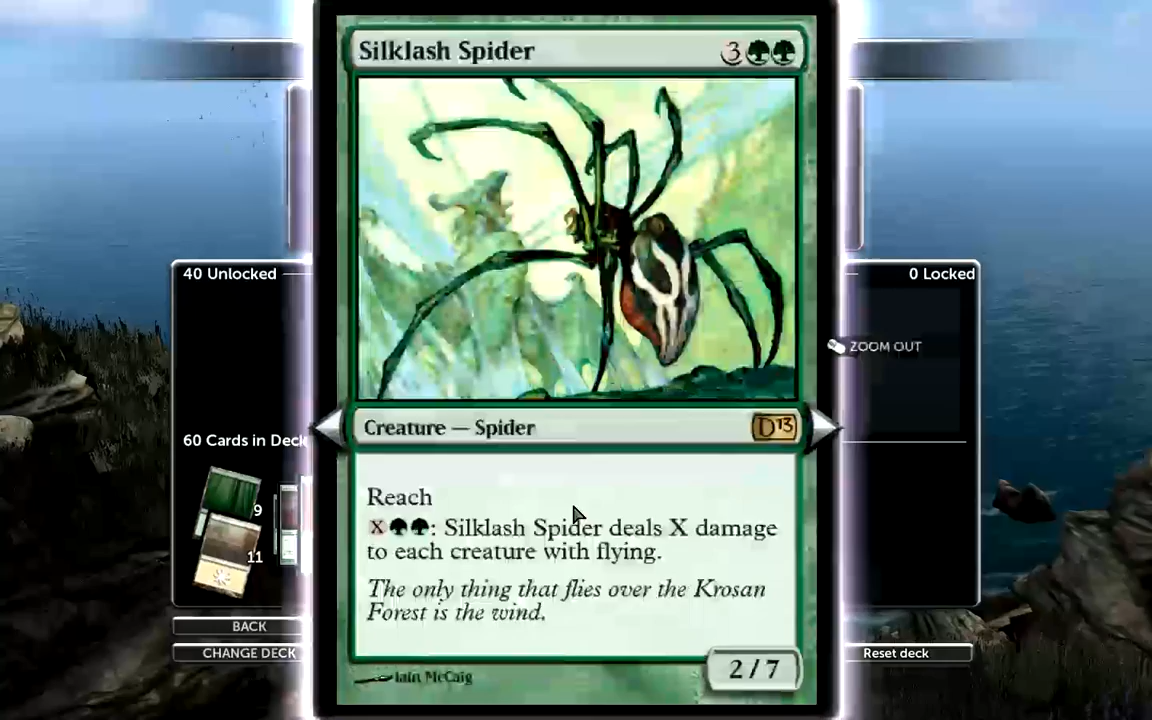 Silklash Spider 3
40 Unlocked
0 Locked
ZOOM OUT
Creature — Spider D13
60 Cards in Deck
Reach
X : Silklash Spider deals X damage
to each creature with flying.
9
11
The only thing that flies over the Krosan
Forest is the wind.
BACK
CHANGE DECK
Reset deck
Iain McCaig
2/7